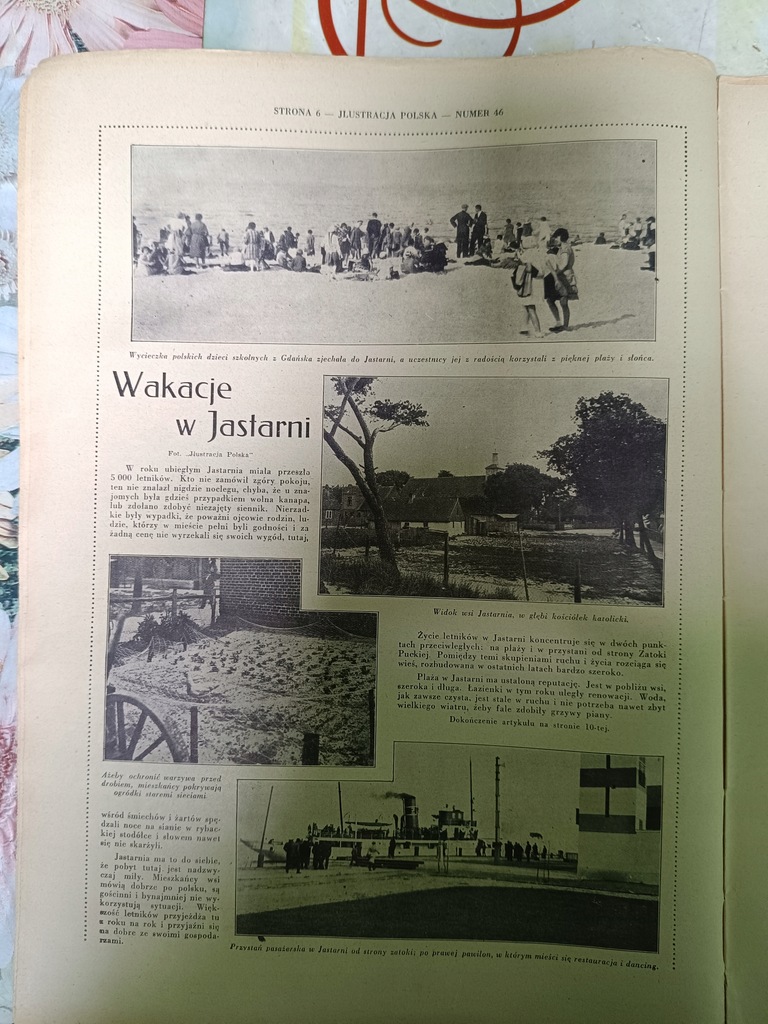 STRONA 6 — JLUSTRACJA POLSKA — NUMER 46
Wycieczka polskich dzieci szkolnych z Gdańska zjechała do Jastarni, a uczestnicy jej z radością korzystali z pięknej plaży i słońca.
Wakacje
w Jastarni
Fot. „Jlustracja Polska"
W roku ubiegłym Jastarnia miała przeszło
5 000 letników. Kto nie zamówił zgóry pokoju,
ten nie znalazł nigdzie noclegu, chyba, że u zna-
jomych była gdzieś przypadkiem wolna kanapa,
lub zdołano zdobyć niezajęty siennik. Nierzad-
kie były wypadki, że poważni ojcowie rodzin, lu-
dzie, którzy w mieście pełni byli godności i za
żadną cenę nie wyrzekali się swoich wygód, tutaj,
Widok wsi Jastarnia, w głębi kościółek katolicki.
Ażeby ochronić warzywa przed
drobiem, mieszkańcy pokrywają
ogródki staremi sieciami.
wśród śmiechów i żartów spę-
dzali noce na sianie w rybac-
kiej stodółce i słowem nawet
się nie skarżyli.
Jastarnia ma to do siebie,
że pobyt tutaj jest nadzwy-
czaj miły. Mieszkańcy wsi
mówią dobrze po polsku, są
gościnni i bynajmniej nie wy-
korzystują sytuacji. Więk-
szość letników przyjeżdża tu
z roku na rok i przyjaźni się
na dobre ze swoimi gospoda-
rzami.
Życie letników w Jastarni koncentruje się w dwóch punk-
tach przeciwległych: na plaży i w przystani od strony Zatoki
Puckiej. Pomiędzy temi skupieniami ruchu i życia rozciąga się
wieś, rozbudowana w ostatnich latach bardzo szeroko.
Plaża w Jastarni ma ustaloną reputację. Jest w pobliżu wsi,
szeroka i długa. Łazienki w tym roku uległy renowacji. Woda,
jak zawsze czysta, jest stale w ruchu i nie potrzeba nawet zbyt
wielkiego wiatru, żeby fale zdobiły grzywy piany.
Dokończenie artykułu na stronie 10-tej.
Przystań pasażerska w Jastarni od strony zatoki; po prawej pawilon, w którym mieści się restauracja i dancing.